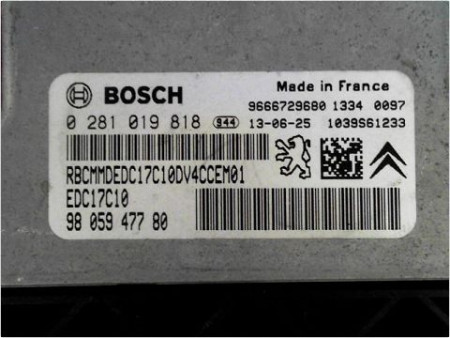 BOSCH
Made in France
9666729680 1334 0097
0 281 019 818 S44 13-06-25 1039S61233
RBCMMDEDC17C10DV4CCEM01
EDC17C10
98 059 477 80